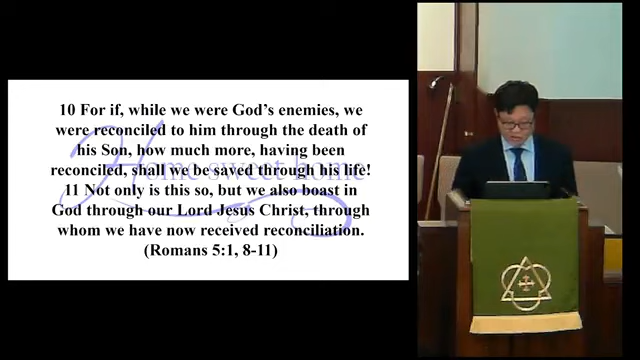 10 For if, while we were God's enemies, we
were reconciled to him through the death of
his Son, how much more, having been
reconciled, shall we be saved through his life!
11 Not only is this so, but we also boast in
God through our Lord Jesus Christ, through
whom we have now received reconciliation.
(Romans 5:1, 8-11)
Home sweet home